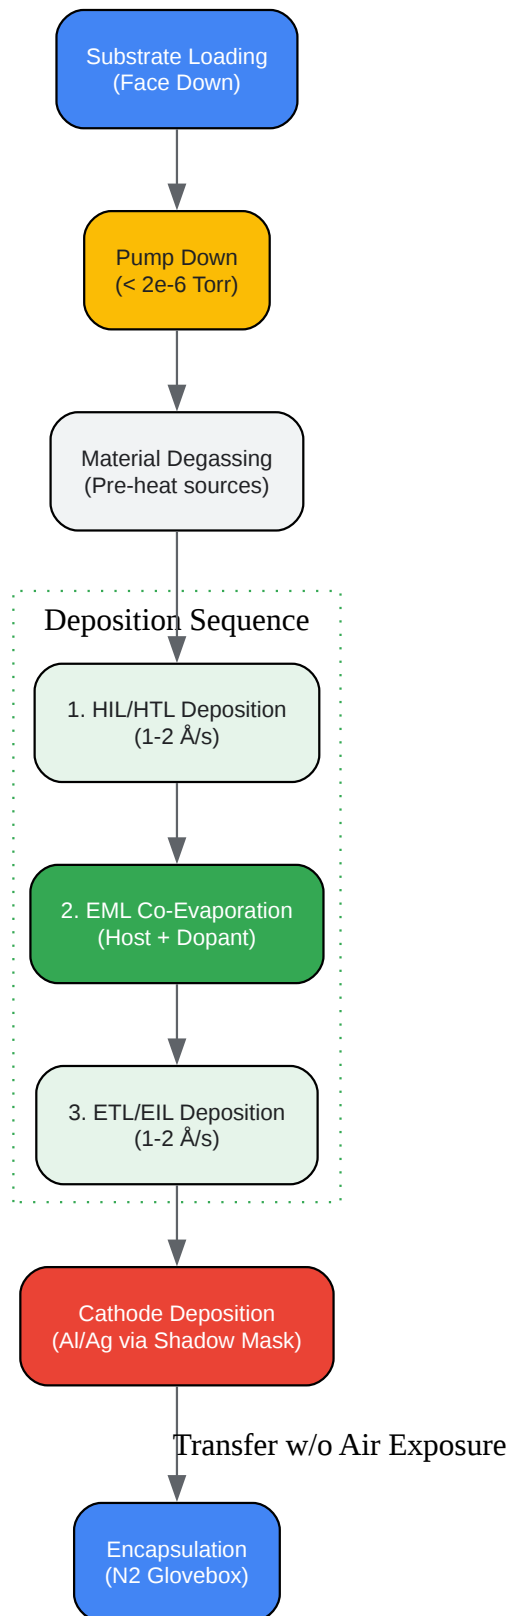 Substrate Loading
(Face Down)
Pump Down
(< 2e-6 Torr)
Material Degassing
(Pre-heat sources)
Deposition Sequence
1. HIL/HTL Deposition
(1-2 Å/s)
2. EML Co-Evaporation
(Host + Dopant)
3. ETL/EIL Deposition
(1-2 Å/s)
Cathode Deposition
(Al/Ag via Shadow Mask)
Transfer w/o Air Exposure
Encapsulation
(N2 Glovebox)